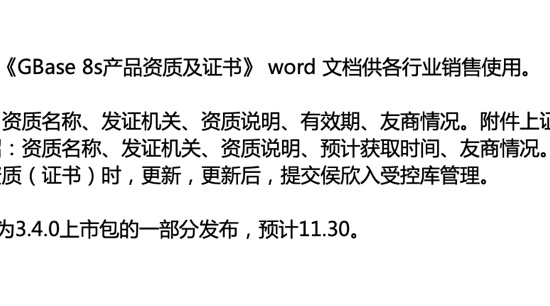 《GBase 8s产品资质及证书》 word 文档供各行业销售使用。
资质名称、发证机关、资质说明、有效期、友商情况。附件上证
：资质名称、发证机关、资质说明、预计获取时间、友商情况。
质（证书）时，更新，更新后，提交侯欣入受控库管理。
为3.4.0上市包的一部分发布，预计11.30。